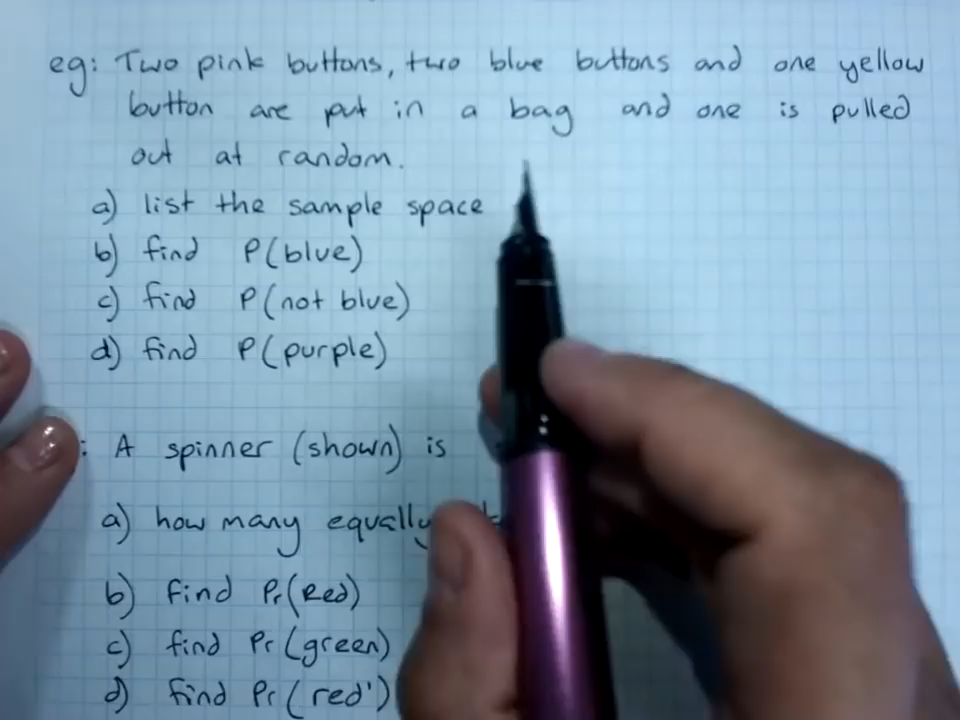 eg: Two pink buttons, two blue buttons and one yellow
button are put in a bag and one is pulled
out at random.
a) list the sample space
b) find P(blue)
c) find P(not blue)
d) find P(purple)
: A spinner (shown) is
a) how many equally
b) find Pr(Red)
c) find Pr(green)
d) find Pr(red')